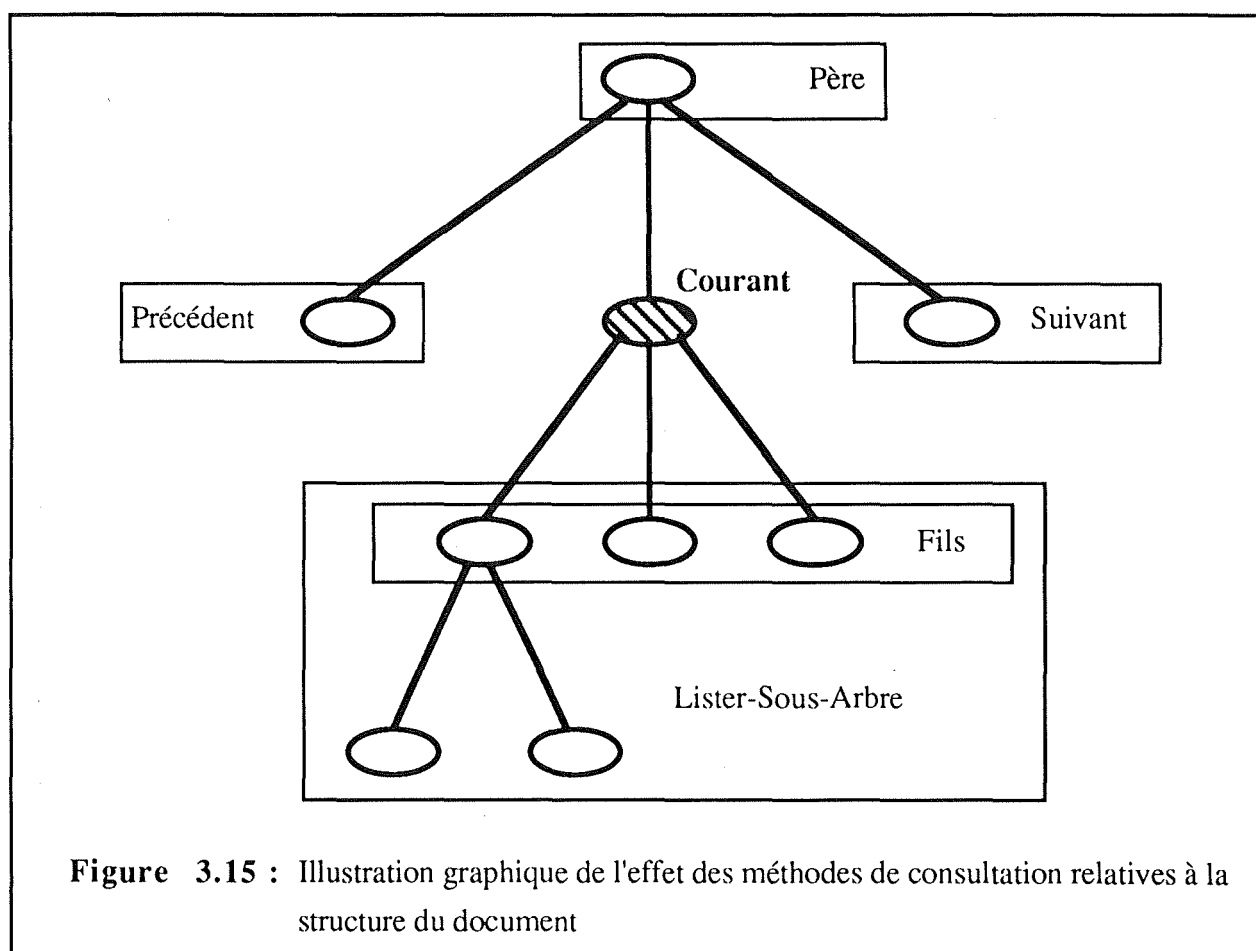 Père
Courant
Précédent
Suivant
Fils
Lister-Sous-Arbre
Figure 3.15 : Illustration graphique de l'effet des méthodes de consultation relatives à la
structure du document